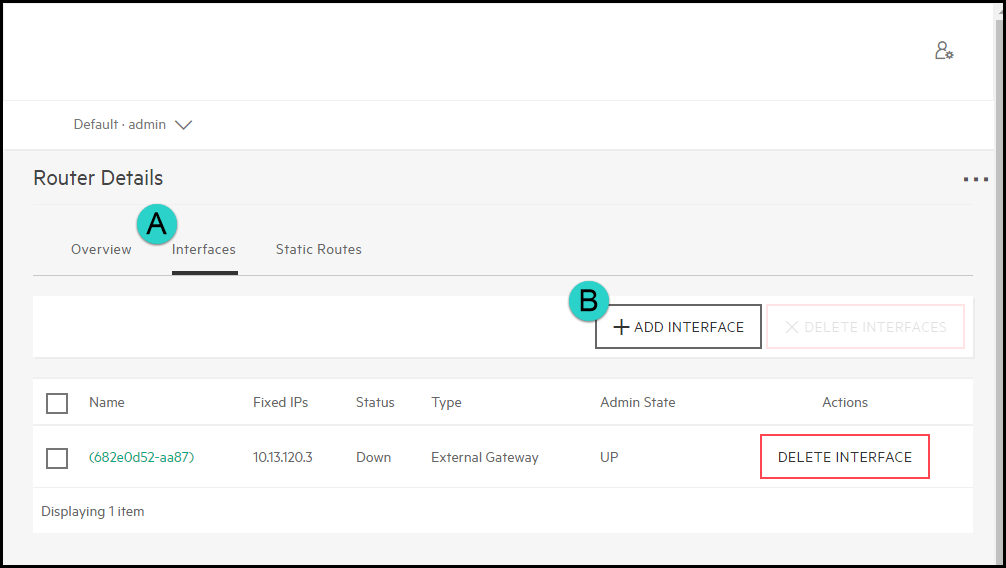 Default · admin
Router Details
A
Overview Interfaces Static Routes
B
ADD INTERFACE DELETE INTERFACES
Name Fixed IPs Status Type Admin State Actions
(682e0d52-aa87) 10.13.120.3 Down External Gateway UP DELETE INTERFACE
Displaying 1 item